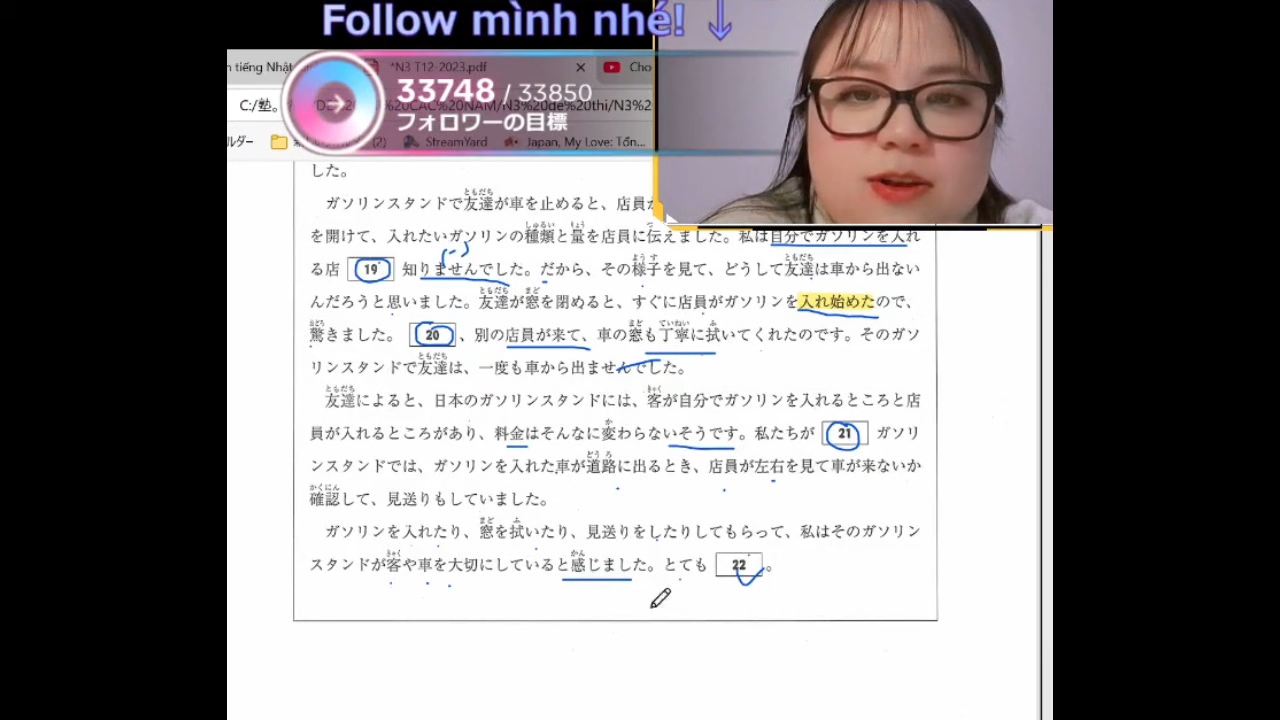 Follow mình nhé! ↓
n tiếng Nhật
*N3 T12-2023.pdf
Cho
33748 / 33850
フォロワーの目標
C:/塾。
%20CAC%20NAM/N3%20de%20thi/N3%2
ルダー
(2)
StreamYard
Japan, My Love: Tổn...
した。
ガソリンスタンドで友達が車を止めると、店員が
を開けて、入れたいガソリンの種類と量を店員に伝えました。私は自分でガソリンを入れ
る店 19 知りませんでした。だから、その様子を見て、どうして友達は車から出ない
んだろうと思いました。友達が窓を閉めると、すぐに店員がガソリンを入れ始めたので、
驚きました。 20 、別の店員が来て、車の窓も丁寧に拭いてくれたのです。そのガソ
リンスタンドで友達は、一度も車から出ませんでした。
友達によると、日本のガソリンスタンドには、客が自分でガソリンを入れるところと店
員が入れるところがあり、料金はそんなに変わらないそうです。私たちが 21 ガソリ
ンスタンドでは、ガソリンを入れた車が道路に出るとき、店員が左右を見て車が来ないか
確認して、見送りもしていました。
ガソリンを入れたり、窓を拭いたり、見送りをしたりしてもらって、私はそのガソリン
スタンドが客や車を大切にしていると感じました。とても 22 。